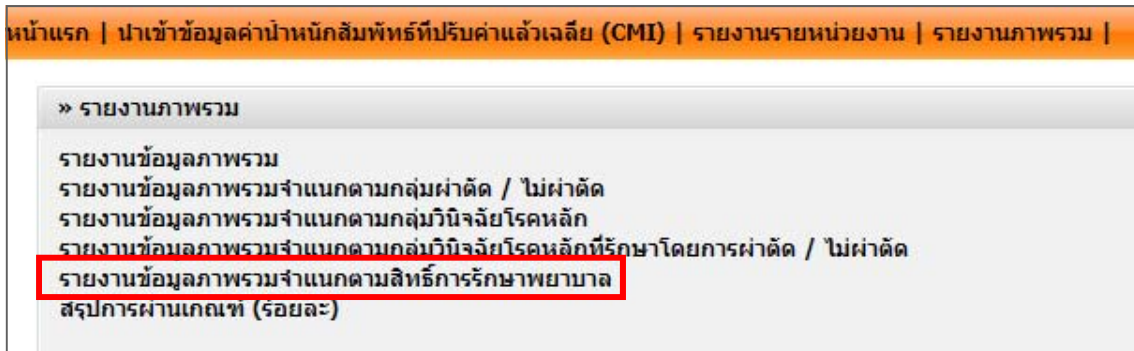 หน้าแรก | นำเข้าข้อมูลค่าน้ำหนักสัมพัทธ์ที่ปรับค่าแล้วเฉลี่ย (CMI) | รายงานรายหน่วยงาน | รายงานภาพรวม |
» รายงานภาพรวม
รายงานข้อมูลภาพรวม
รายงานข้อมูลภาพรวมจำแนกตามกลุ่มผ่าตัด / ไม่ผ่าตัด
รายงานข้อมูลภาพรวมจำแนกตามกลุ่มวินิจฉัยโรคหลัก
รายงานข้อมูลภาพรวมจำแนกตามกลุ่มวินิจฉัยโรคหลักที่รักษาโดยการผ่าตัด / ไม่ผ่าตัด
รายงานข้อมูลภาพรวมจำแนกตามสิทธิ์การรักษาพยาบาล
สรุปการผ่านเกณฑ์ (ร้อยละ)